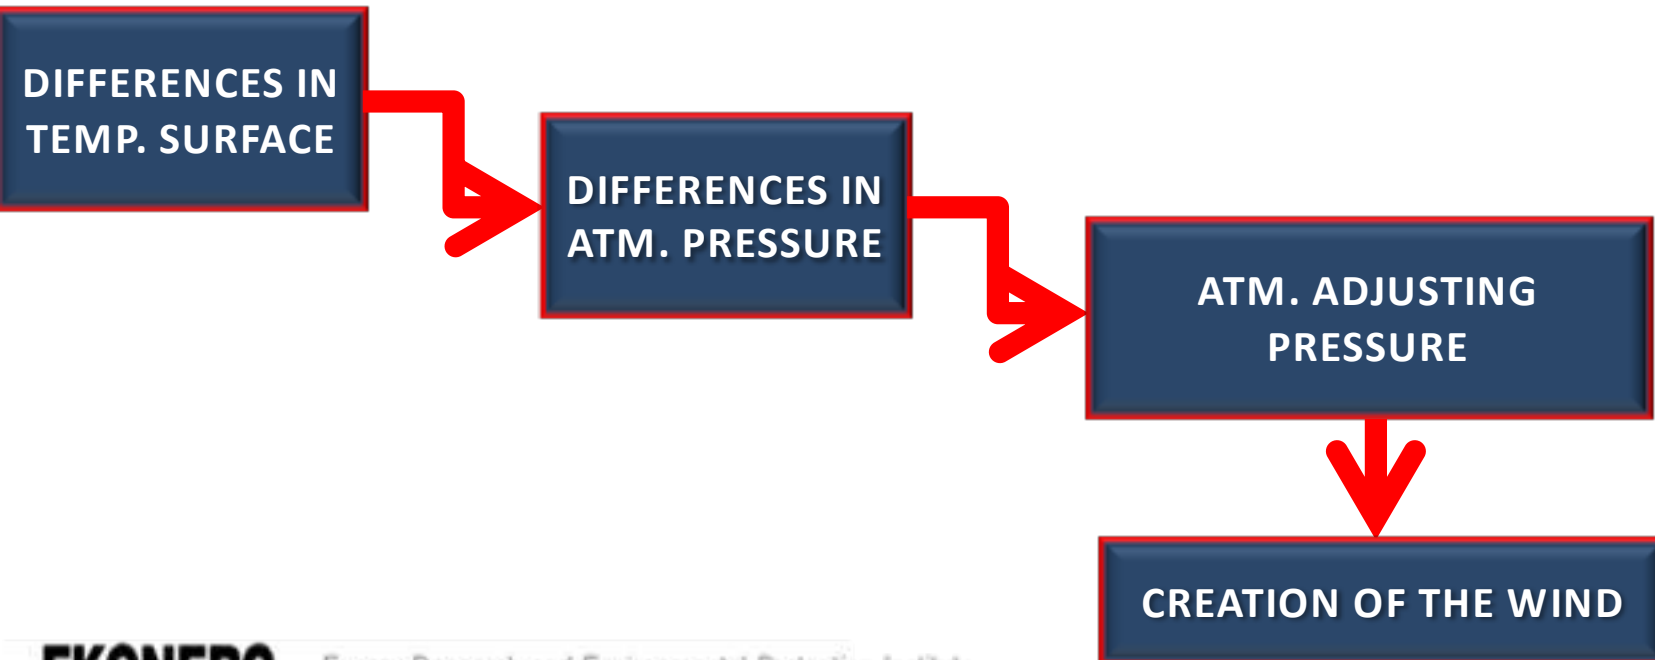 DIFFERENCES IN
TEMP. SURFACE
DIFFERENCES IN
ATM. PRESSURE
ATM. ADJUSTING
PRESSURE
CREATION OF THE WIND